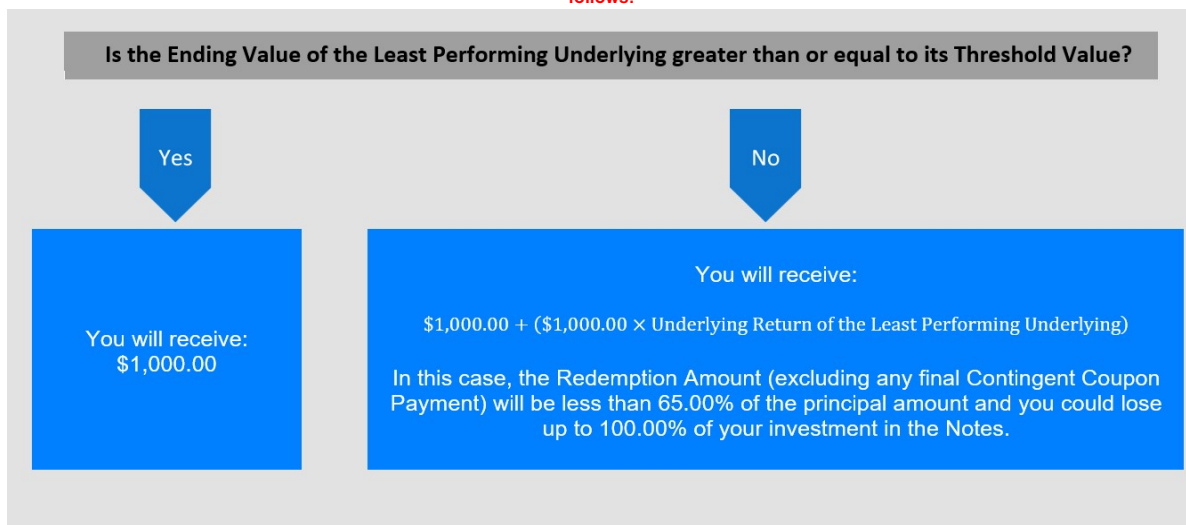 follows:
Is the Ending Value of the Least Performing Underlying greater than or equal to its Threshold Value?
Yes
No
You will receive:
$1,000.00
You will receive:
$1,000.00 + ($1,000.00 × Underlying Return of the Least Performing Underlying)
In this case, the Redemption Amount (excluding any final Contingent Coupon
Payment) will be less than 65.00% of the principal amount and you could lose
up to 100.00% of your investment in the Notes.